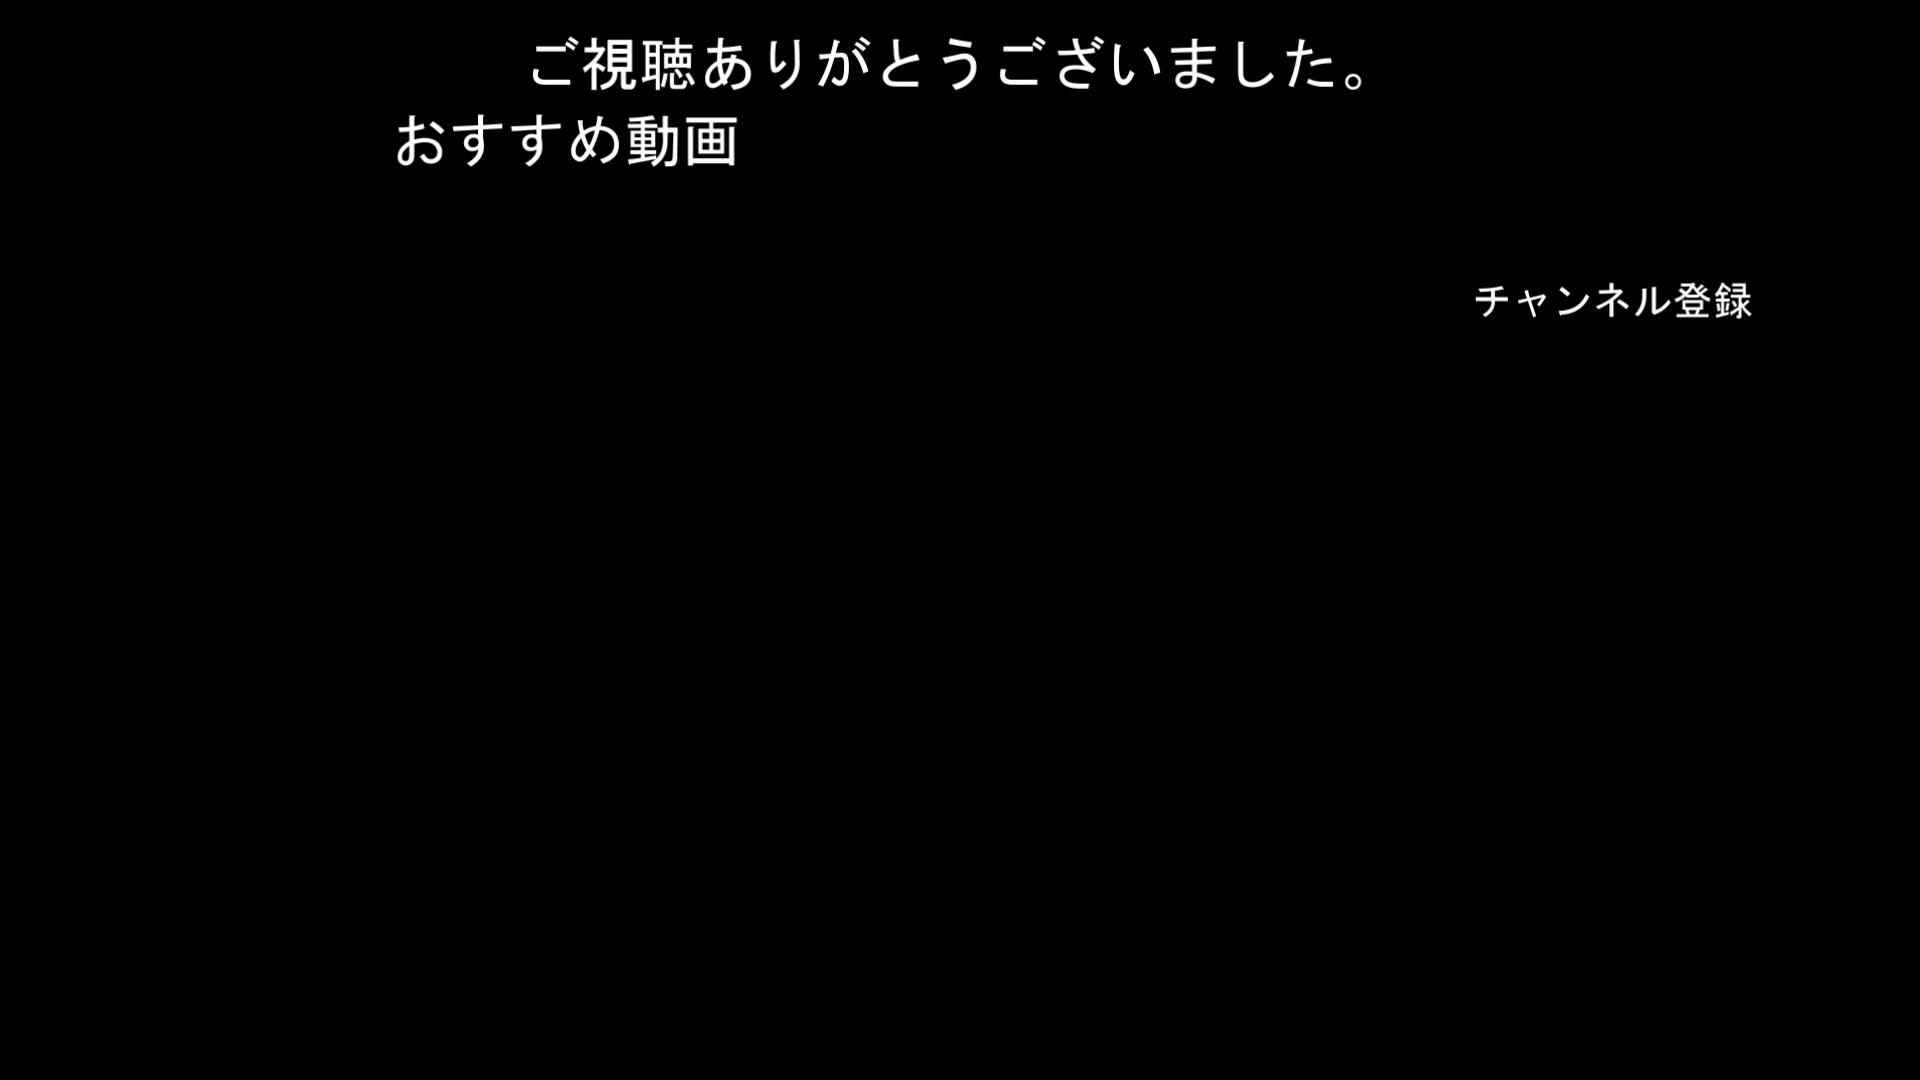 ご視聴ありがとうございました。
おすすめ動画
チャンネル登録